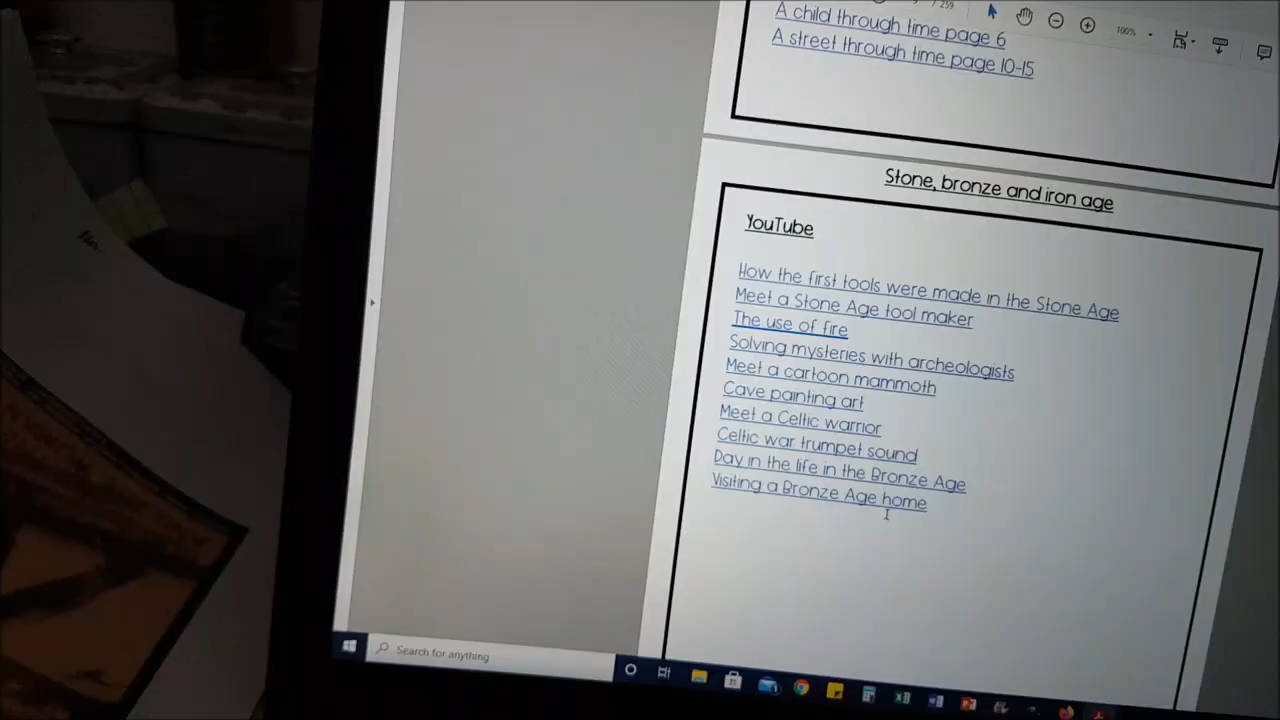 / 259
100%
A child through time page 6
A street through time page 10-15
Stone, bronze and iron age
YouTube
How the first tools were made in the Stone Age
Meet a Stone Age tool maker
The use of fire
Solving mysteries with archeologists
Meet a cartoon mammoth
Cave painting art
Meet a Celtic warrior
Celtic war trumpet sound
Day in the life in the Bronze Age
Visiting a Bronze Age home
Search for anything